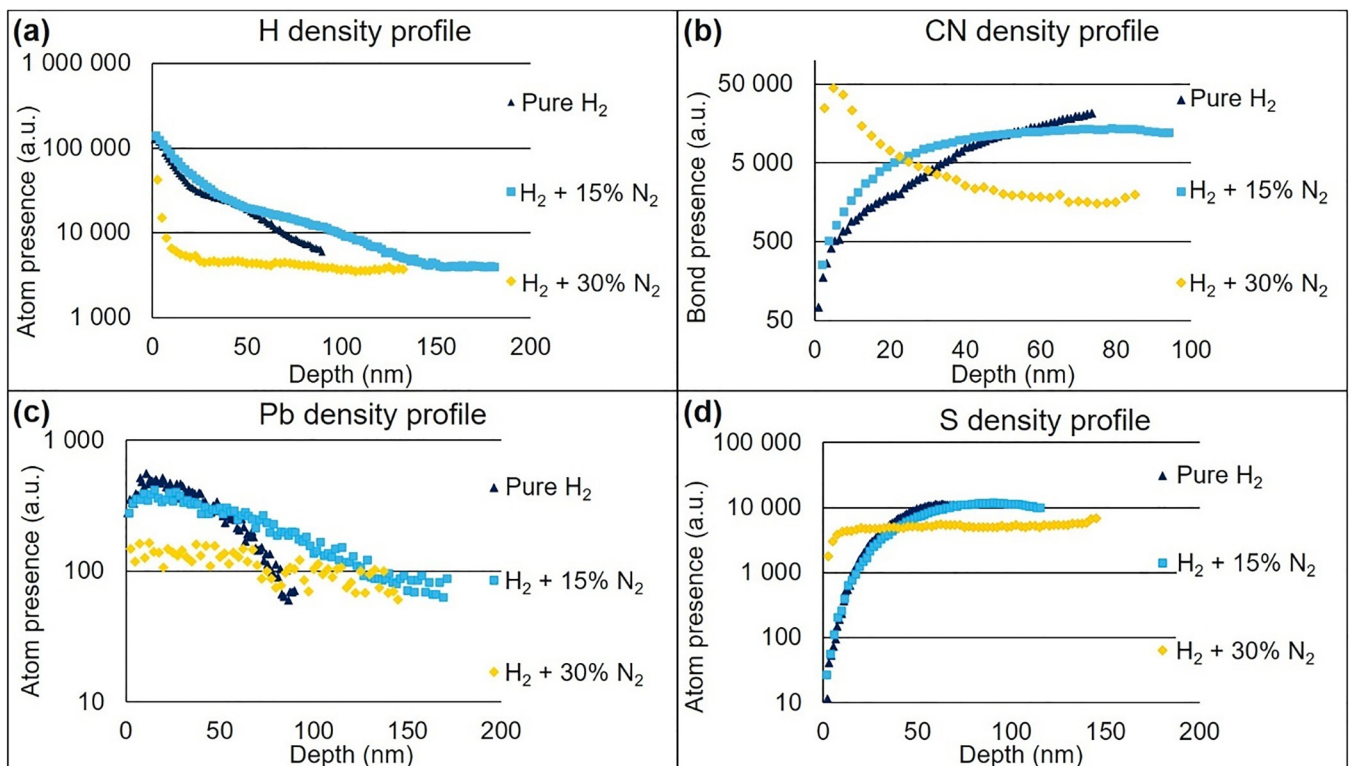 (a) H density profile
1 000 000
100 000
10 000
1 000
Atom presence (a.u.)
0 50 100 150 200
Depth (nm)
Pure H₂
H₂ + 15% N₂
H₂ + 30% N₂
(b) CN density profile
50 000
5 000
500
50
Bond presence (a.u.)
0 20 40 60 80 100
Depth (nm)
Pure H₂
H₂ + 15% N₂
H₂ + 30% N₂
(c) Pb density profile
1 000
100
10
Atom presence (a.u.)
0 50 100 150 200
Depth (nm)
Pure H₂
H₂ + 15% N₂
H₂ + 30% N₂
(d) S density profile
100 000
10 000
1 000
100
10
Atom presence (a.u.)
0 50 100 150 200
Depth (nm)
Pure H₂
H₂ + 15% N₂
H₂ + 30% N₂